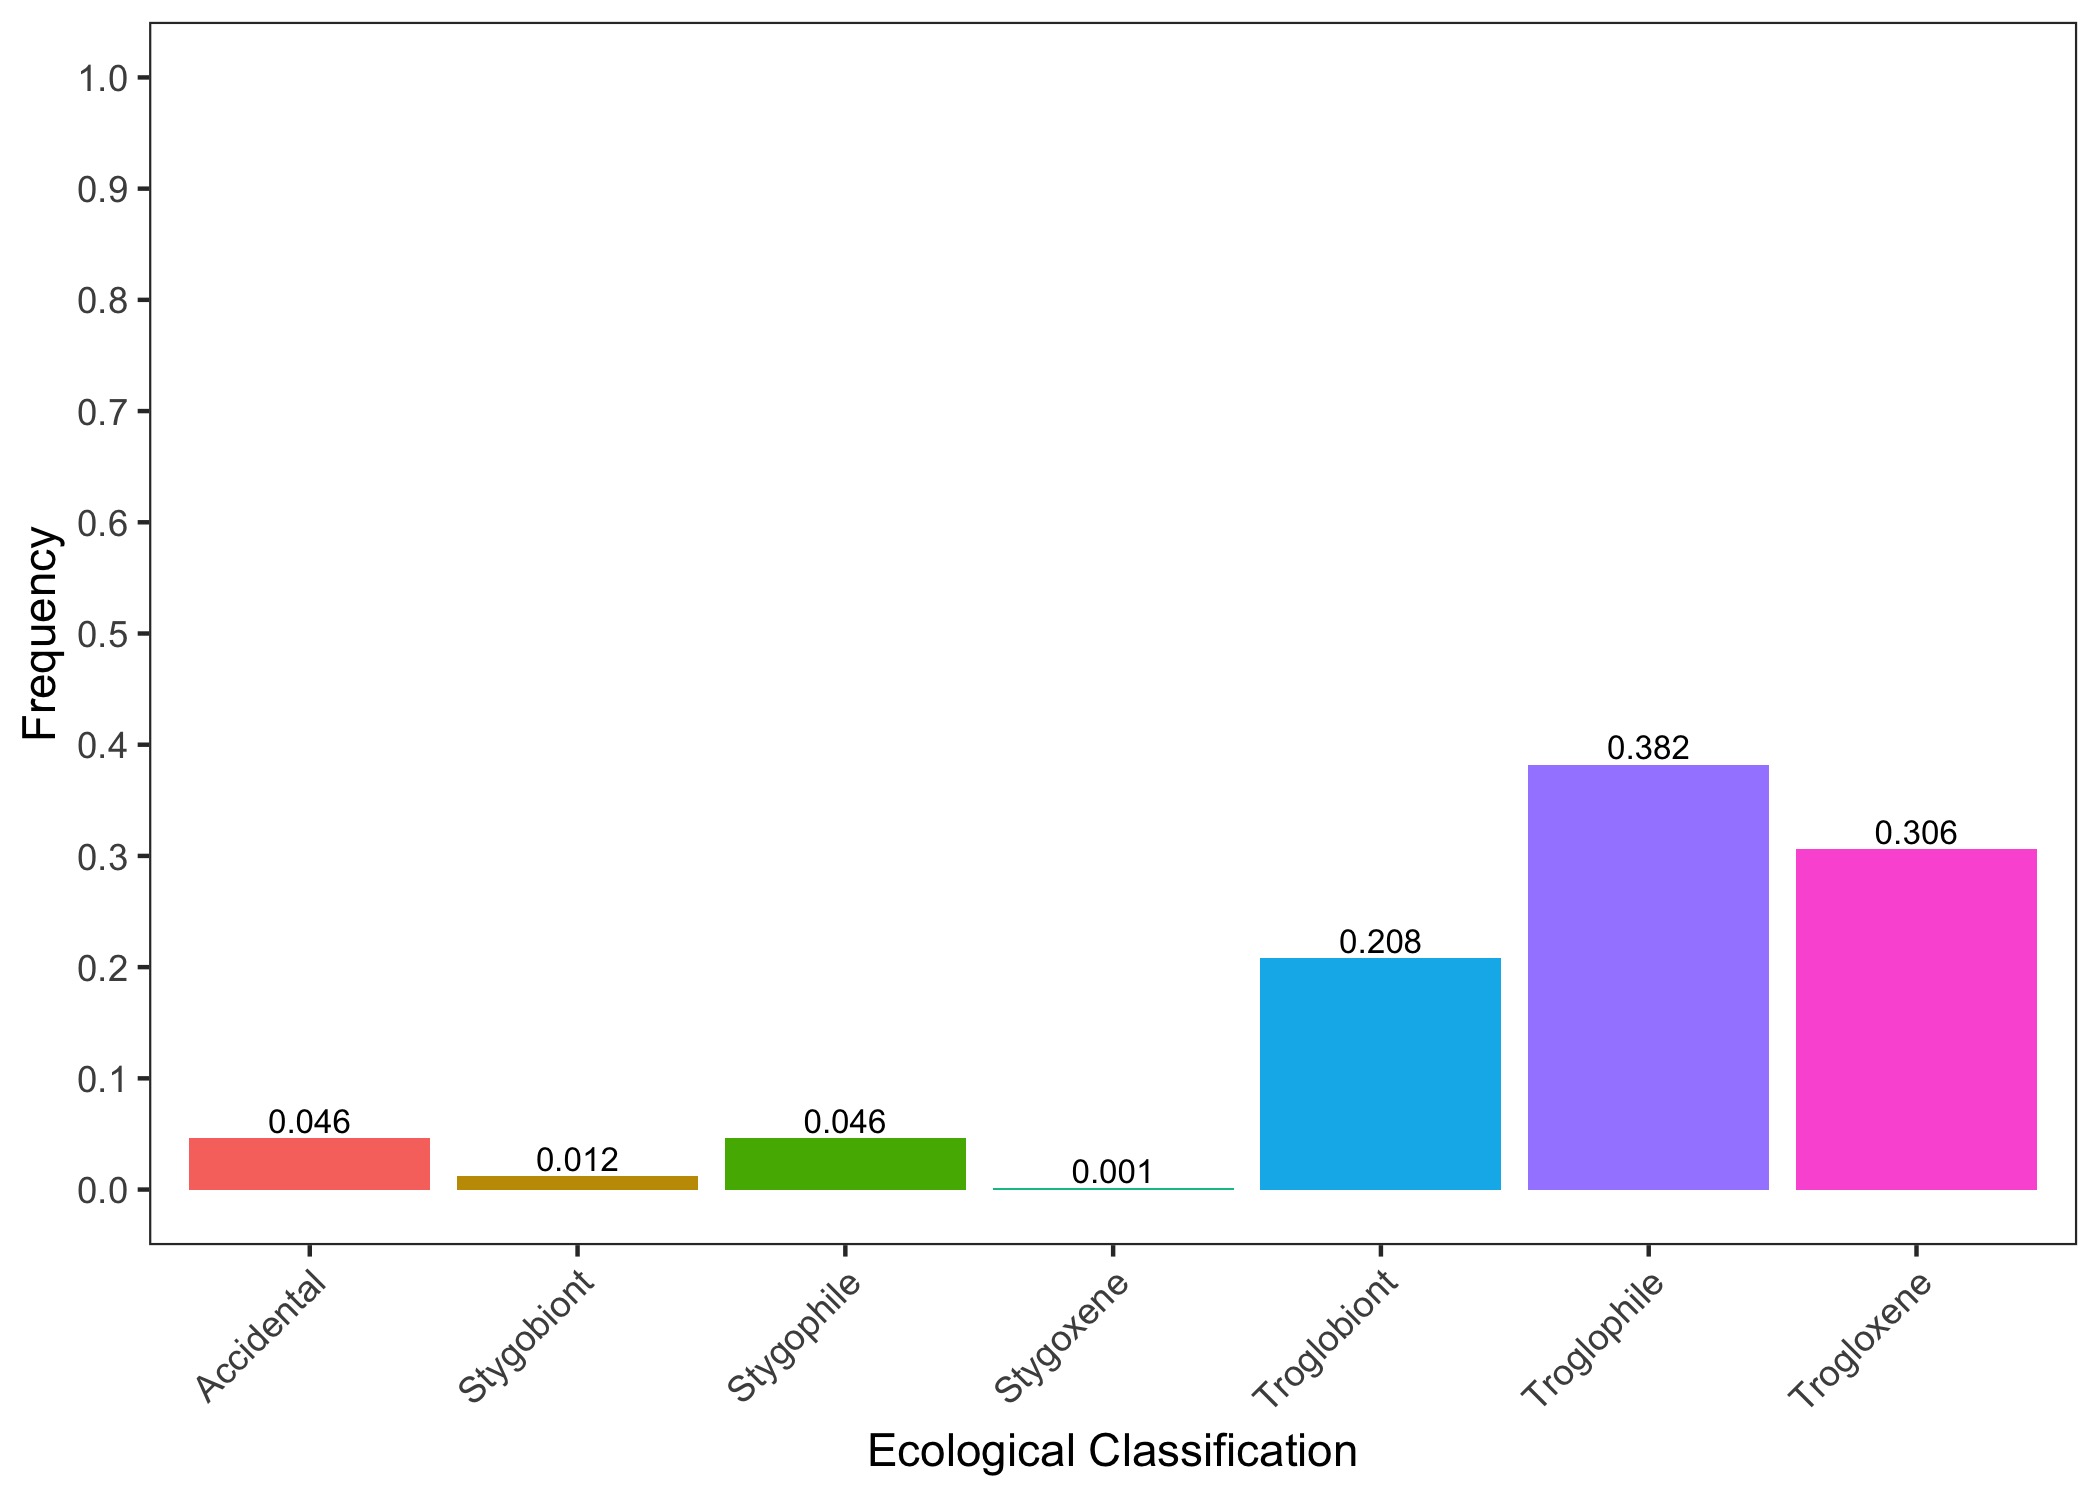 Frequency
1.0
0.9
0.8
0.7
0.6
0.5
0.4
0.3
0.2
0.1
0.0
0.046
0.012
0.046
0.001
0.208
0.382
0.306
Accidental
Stygobiont
Stygophile
Stygoxene
Troglobiont
Troglophile
Trogloxene
Ecological Classification